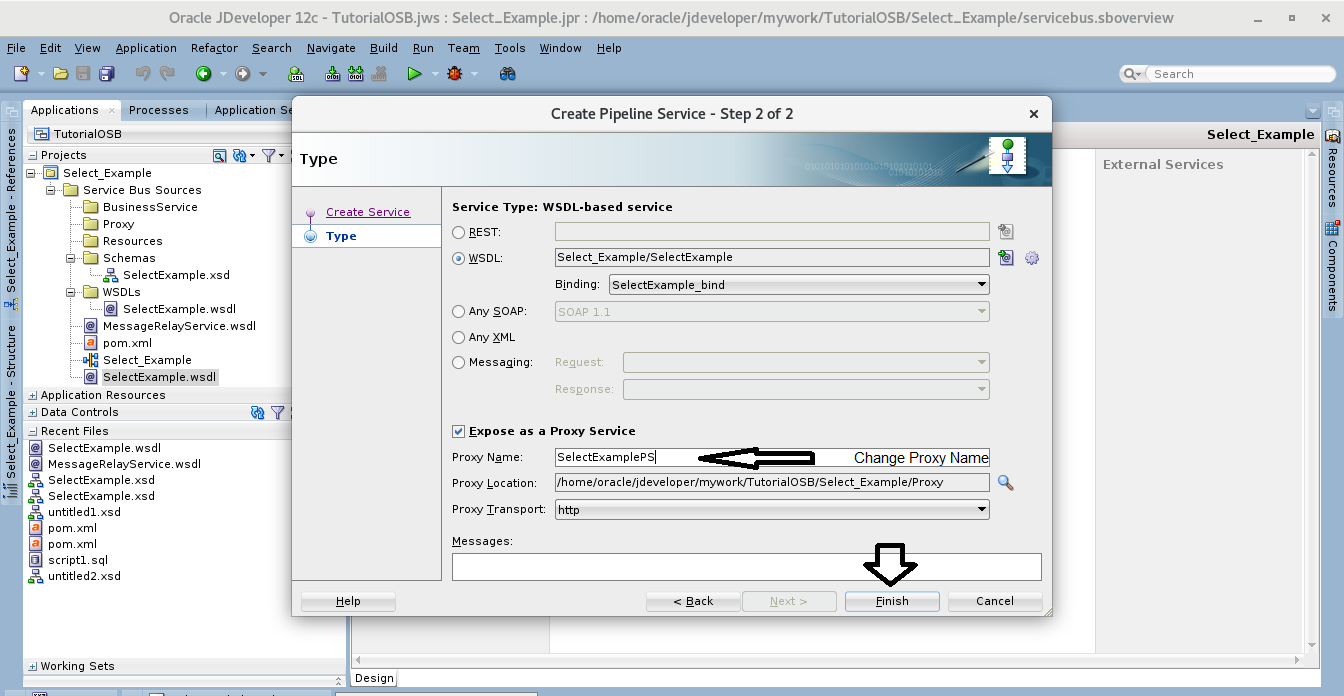 Oracle JDeveloper 12c - TutorialOSB.jws : Select_Example.jpr : /home/oracle/jdeveloper/mywork/TutorialOSB/Select_Example/servicebus.sboverview
File Edit View Application Refactor Search Navigate Build Run Team Tools Window Help
Search
Applications Processes Application Se
TutorialOSB
Projects
Select_Example
Service Bus Sources
BusinessService
Proxy
Resources
Schemas
SelectExample.xsd
WSDLs
SelectExample.wsdl
MessageRelayService.wsdl
pom.xml
Select_Example
SelectExample.wsdl
Application Resources
Data Controls
Recent Files
SelectExample.wsdl
MessageRelayService.wsdl
SelectExample.xsd
SelectExample.xsd
untitled1.xsd
pom.xml
pom.xml
script1.sql
untitled2.xsd
Working Sets
Select_Example - References
Select_Example - Structure
Create Pipeline Service - Step 2 of 2
Type
Create Service
Type
Service Type: WSDL-based service
REST:
WSDL: Select_Example/SelectExample
Binding: SelectExample_bind
Any SOAP: SOAP 1.1
Any XML
Messaging: Request:
Response:
Expose as a Proxy Service
Proxy Name: SelectExamplePS Change Proxy Name
Proxy Location: /home/oracle/jdeveloper/mywork/TutorialOSB/Select_Example/Proxy
Proxy Transport: http
Messages:
Help < Back Next > Finish Cancel
Select_Example
External Services
Design
Resources
Components